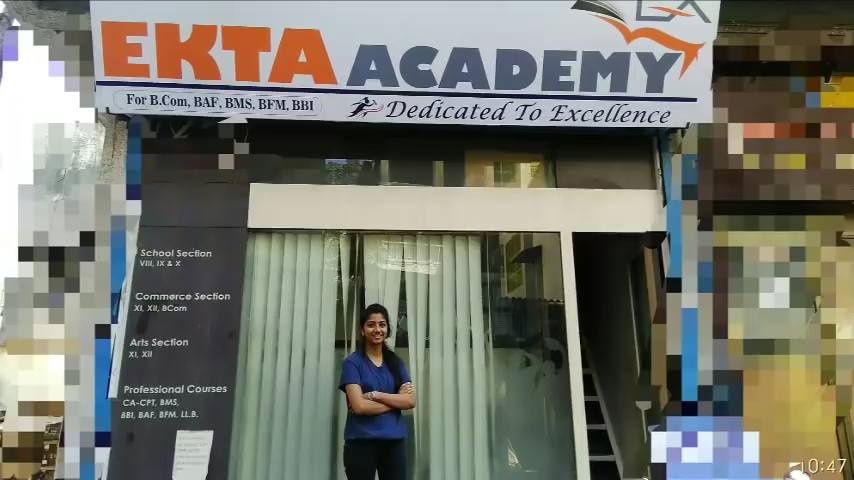 EKTA ACADEMY
For B.Com, BAF, BMS, BFM, BBI
Dedicated To Excellence
School Section
VIII, IX & X
Commerce Section
XI, XII, BCom
Arts Section
XI, XII
Professional Courses
CA-CPT, BMS,
BBI, BAF, BFM, LL.B.
0:47